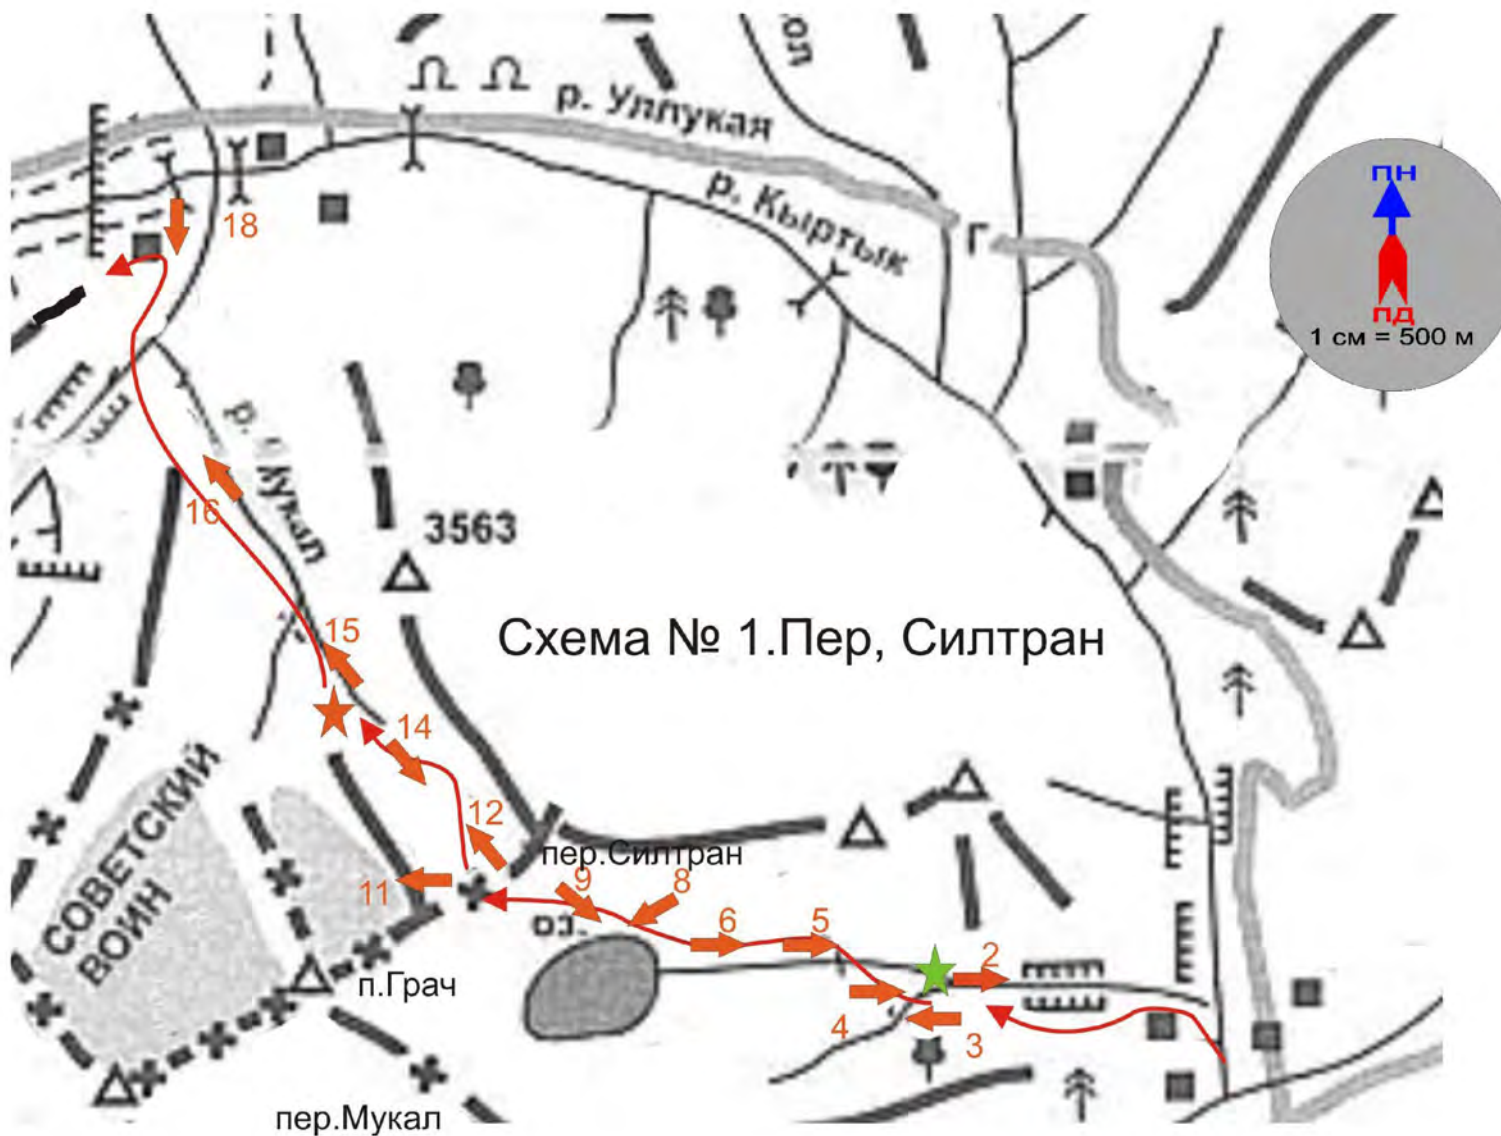 ол
р. Уллукая
р. Кыртык
Г
ПН
ПД
1 см = 500 м
18
р. Мукал
16
3563
Схема № 1.Пер, Силтран
15
14
12
пер.Силтран
11
9
8
СОВЕТСКИЙ
ВОИН
оз.
6
5
2
п.Грач
4
3
пер.Мукал